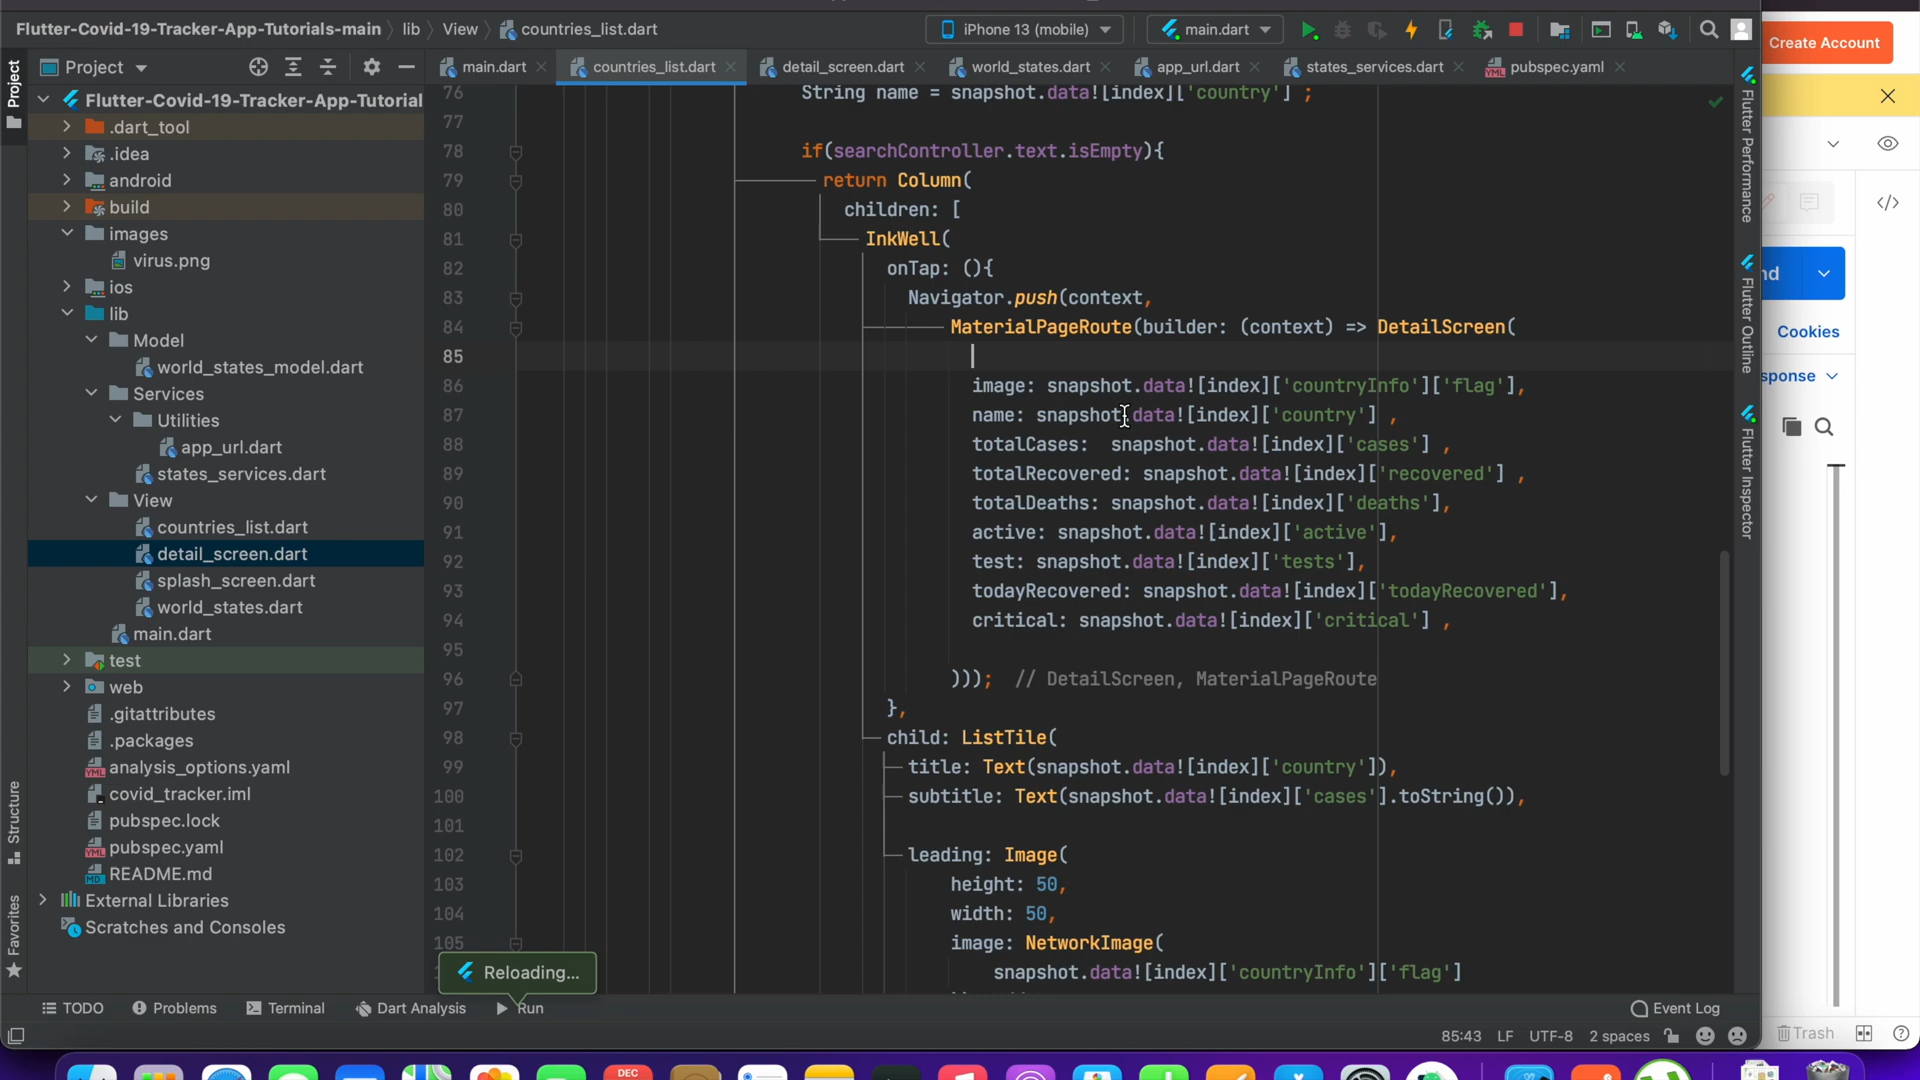 Flutter-Covid-19-Tracker-App-Tutorials-main
lib
View
countries_list.dart
iPhone 13 (mobile)
main.dart
Create Account
Project
Project
main.dart
countries_list.dart
detail_screen.dart
world_states.dart
app_url.dart
states_services.dart
pubspec.yaml
Flutter-Covid-19-Tracker-App-Tutorial
.dart_tool
.idea
android
build
images
virus.png
ios
lib
Model
world_states_model.dart
Services
Utilities
app_url.dart
states_services.dart
View
countries_list.dart
detail_screen.dart
splash_screen.dart
world_states.dart
main.dart
test
web
.gitattributes
.packages
analysis_options.yaml
covid_tracker.iml
pubspec.lock
pubspec.yaml
README.md
External Libraries
Scratches and Consoles
Structure
Favorites
76 String name = snapshot.data![index]['country'] ;
77
78 if(searchController.text.isEmpty){
79 return Column(
80 children: [
81 InkWell(
82 onTap: (){
83 Navigator.push(context,
84 MaterialPageRoute(builder: (context) => DetailScreen(
85
86 image: snapshot.data![index]['countryInfo']['flag'],
87 name: snapshot.data![index]['country'] ,
88 totalCases:  snapshot.data![index]['cases'] ,
89 totalRecovered: snapshot.data![index]['recovered'] ,
90 totalDeaths: snapshot.data![index]['deaths'],
91 active: snapshot.data![index]['active'],
92 test: snapshot.data![index]['tests'],
93 todayRecovered: snapshot.data![index]['todayRecovered'],
94 critical: snapshot.data![index]['critical'] ,
95
96 )));  // DetailScreen, MaterialPageRoute
97 },
98 child: ListTile(
99 title: Text(snapshot.data![index]['country']),
100 subtitle: Text(snapshot.data![index]['cases'].toString()),
101
102 leading: Image(
103 height: 50,
104 width: 50,
105 image: NetworkImage(
snapshot.data![index]['countryInfo']['flag']
Reloading...
Flutter Performance
Flutter Outline
Flutter Inspector
nd
Cookies
sponse
TODO
Problems
Terminal
Dart Analysis
Run
Event Log
85:43
LF
UTF-8
2 spaces
Trash
DEC